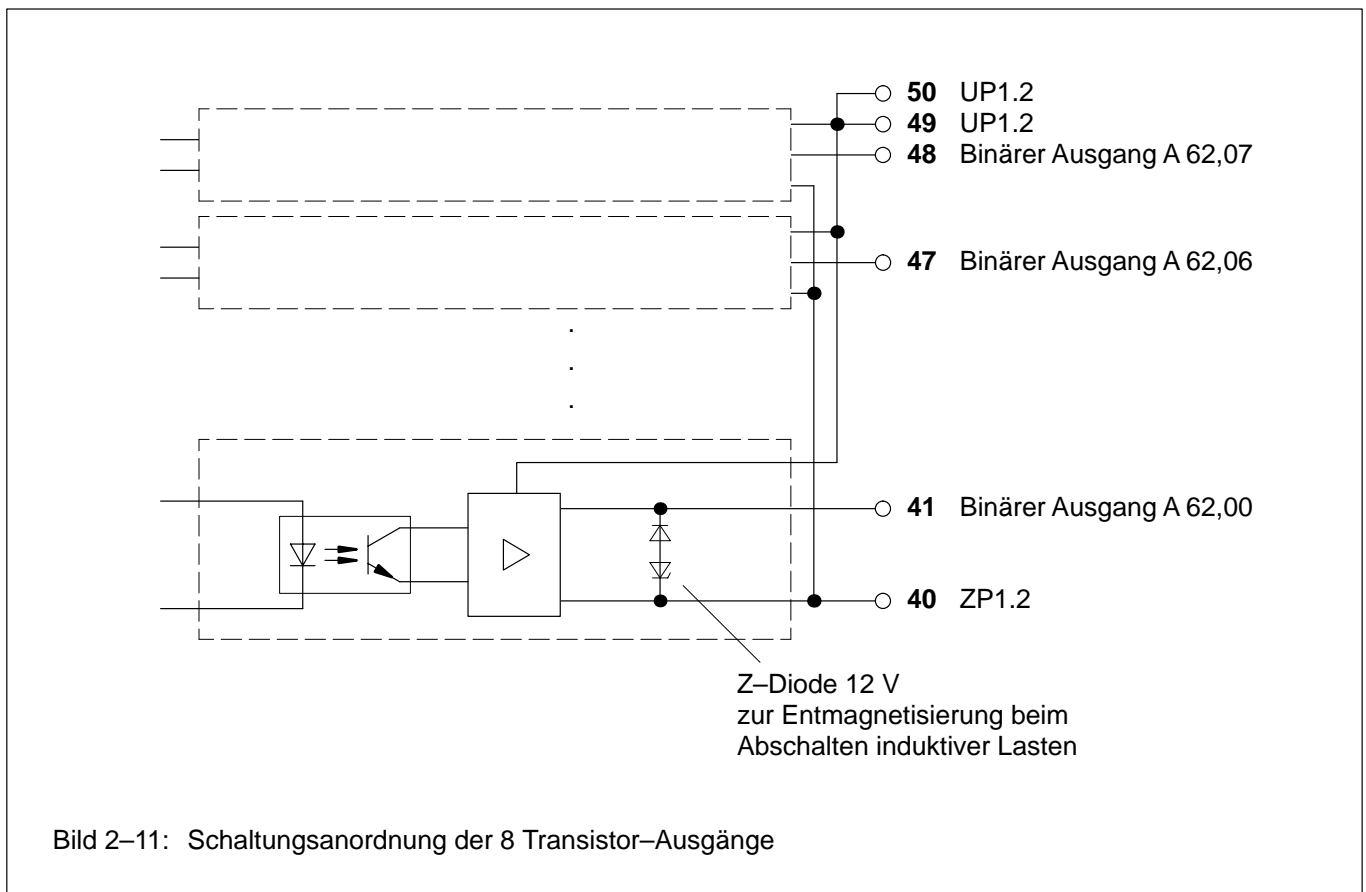 50 UP1.2
49 UP1.2
48 Binärer Ausgang A 62,07
47 Binärer Ausgang A 62,06
.
.
.
41 Binärer Ausgang A 62,00
40 ZP1.2
Z–Diode 12 V
zur Entmagnetisierung beim
Abschalten induktiver Lasten
Bild 2–11: Schaltungsanordnung der 8 Transistor–Ausgänge